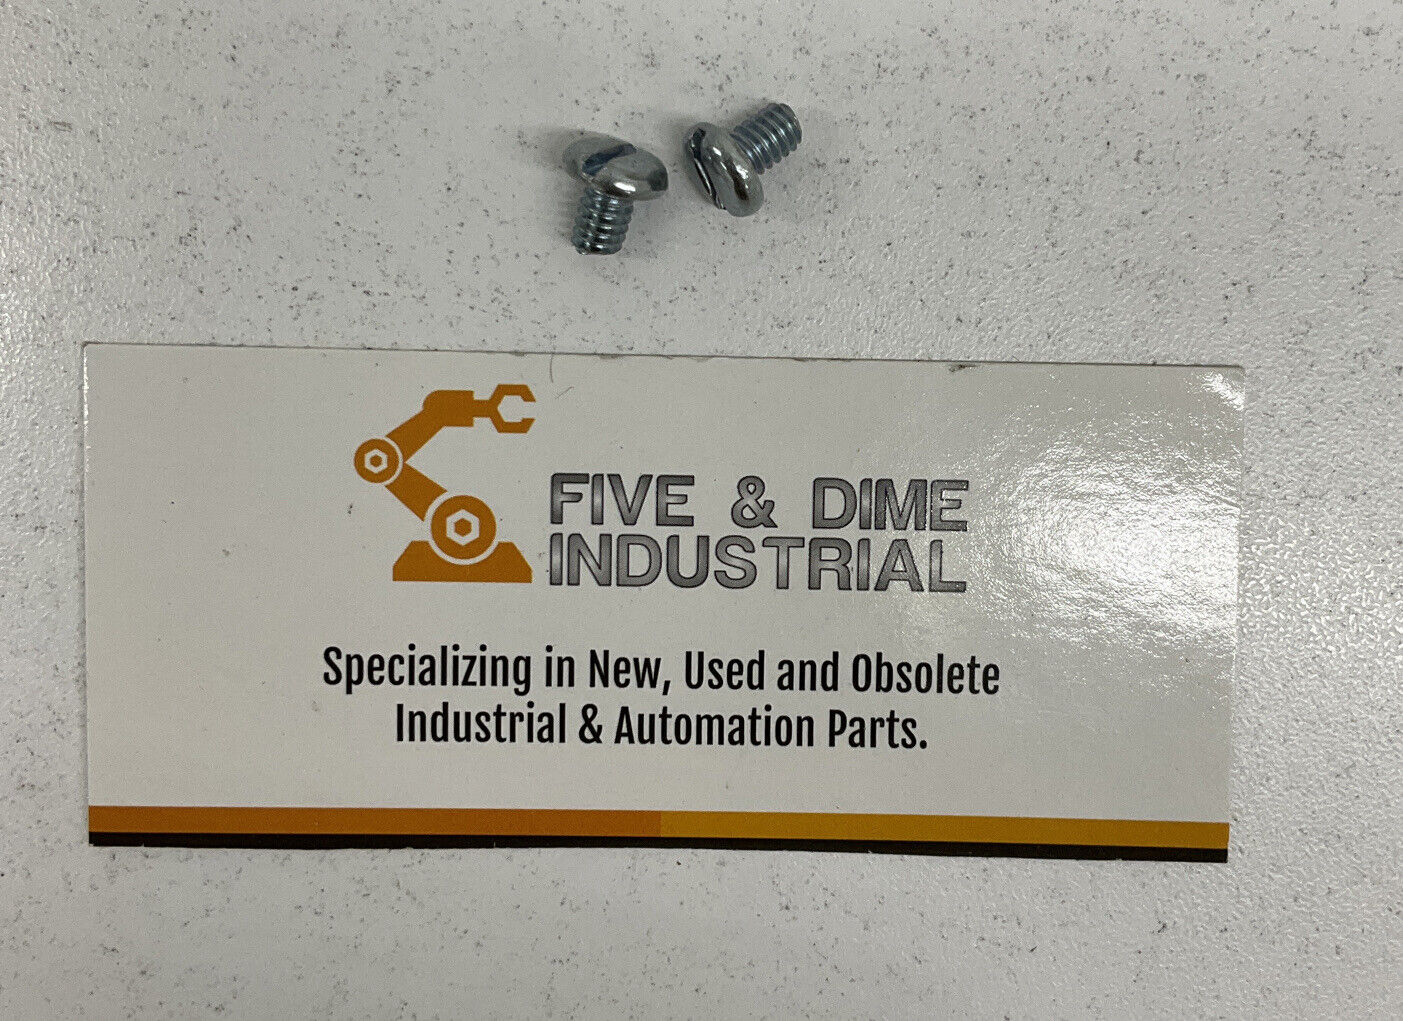 FIVE & DIME
INDUSTRIAL
Specializing in New, Used and Obsolete
Industrial & Automation Parts.